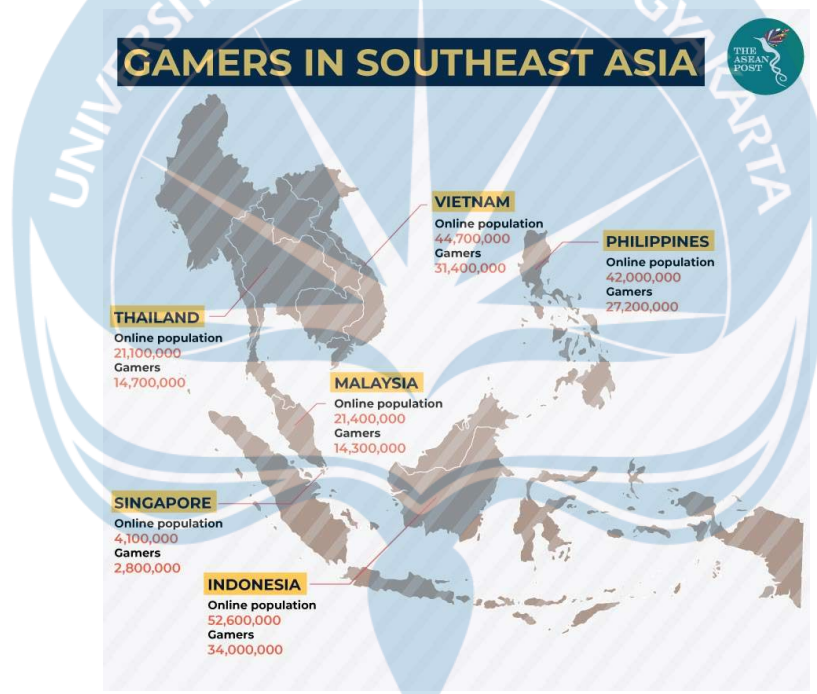 GAMERS IN SOUTHEAST ASIA
THE
ASEAN
POST
VIETNAM
Online population
44,700,000
Gamers
31,400,000
PHILIPPINES
Online population
42,000,000
Gamers
27,200,000
THAILAND
Online population
21,100,000
Gamers
14,700,000
MALAYSIA
Online population
21,400,000
Gamers
14,300,000
SINGAPORE
Online population
4,100,000
Gamers
2,800,000
INDONESIA
Online population
52,600,000
Gamers
34,000,000